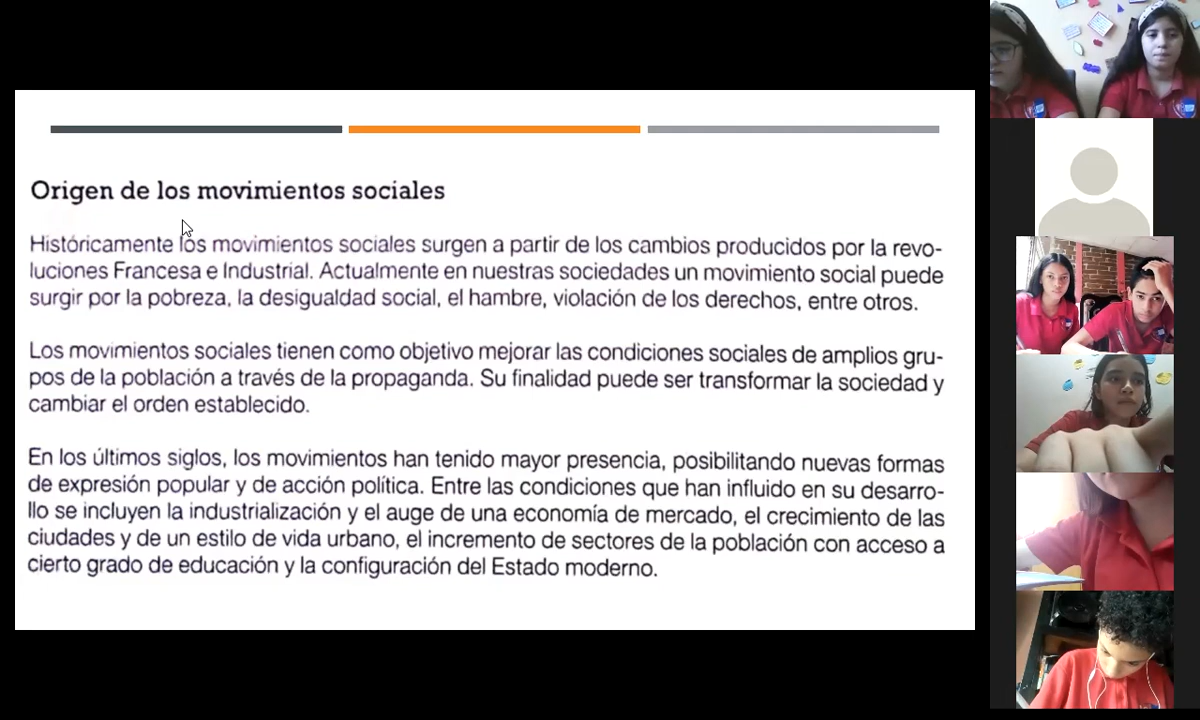 Origen de los movimientos sociales
Históricamente los movimientos sociales surgen a partir de los cambios producidos por la revo-
luciones Francesa e Industrial. Actualmente en nuestras sociedades un movimiento social puede
surgir por la pobreza, la desigualdad social, el hambre, violación de los derechos, entre otros.
Los movimientos sociales tienen como objetivo mejorar las condiciones sociales de amplios gru-
pos de la población a través de la propaganda. Su finalidad puede ser transformar la sociedad y
cambiar el orden establecido.
En los últimos siglos, los movimientos han tenido mayor presencia, posibilitando nuevas formas
de expresión popular y de acción política. Entre las condiciones que han influido en su desarro-
llo se incluyen la industrialización y el auge de una economía de mercado, el crecimiento de las
ciudades y de un estilo de vida urbano, el incremento de sectores de la población con acceso a
cierto grado de educación y la configuración del Estado moderno.